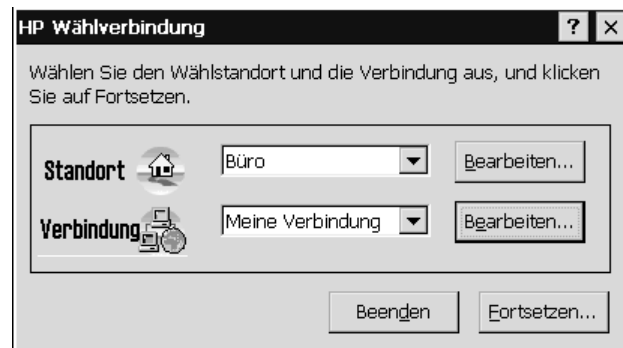 HP Wählverbindung ? ×
Wählen Sie den Wählstandort und die Verbindung aus, und klicken
Sie auf Fortsetzen.
Standort Büro Bearbeiten...
Verbindung Meine Verbindung Bearbeiten...
Beenden Fortsetzen...